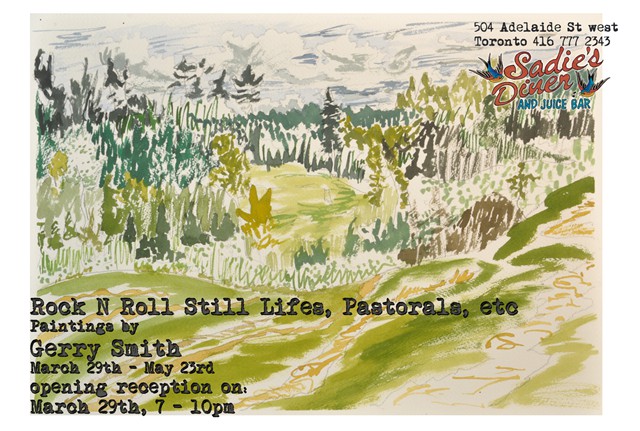 504 Adelaide St west
Toronto 416 777 2343
Sadie's
Diner
AND JUICE BAR
Rock N Roll Still Lifes, Pastorals, etc
Paintings by
Gerry Smith
March 29th - May 23rd
opening reception on:
March 29th, 7 - 10pm